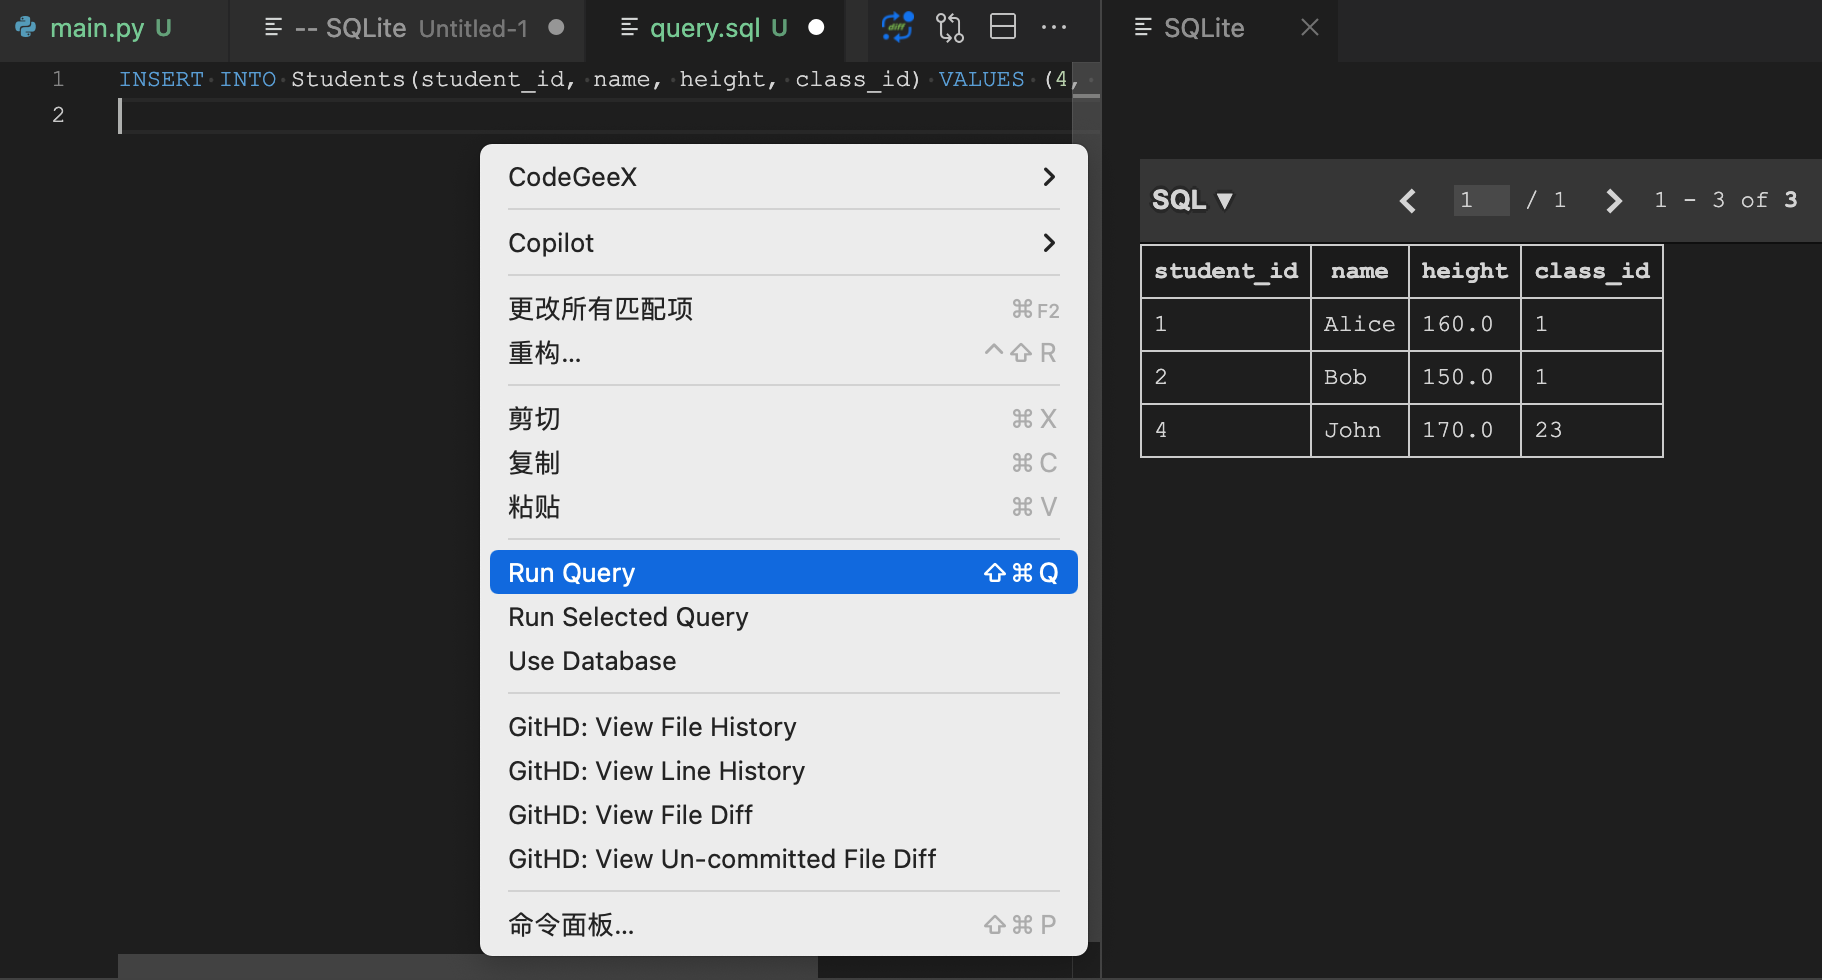 main.py U
-- SQLite Untitled-1
query.sql U
diff
SQLite
1 INSERT INTO Students(student_id, name, height, class_id) VALUES (4,
2
CodeGeeX
Copilot
更改所有匹配项 ⌘F2
重构... ^⇧R
剪切 ⌘X
复制 ⌘C
粘贴 ⌘V
Run Query ⇧⌘Q
Run Selected Query
Use Database
GitHD: View File History
GitHD: View Line History
GitHD: View File Diff
GitHD: View Un-committed File Diff
命令面板... ⇧⌘P
SQL ▼ 1 / 1 1 - 3 of 3
student_id name height class_id
1 Alice 160.0 1
2 Bob 150.0 1
4 John 170.0 23